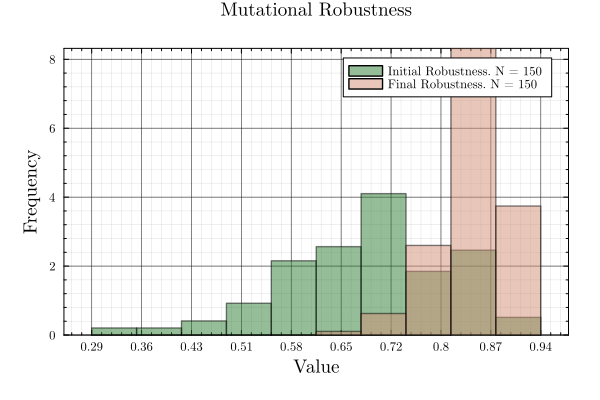 Mutational Robustness
8
6
4
2
0
Frequency
Initial Robustness. N = 150
Final Robustness. N = 150
0.29 0.36 0.43 0.51 0.58 0.65 0.72 0.8 0.87 0.94
Value